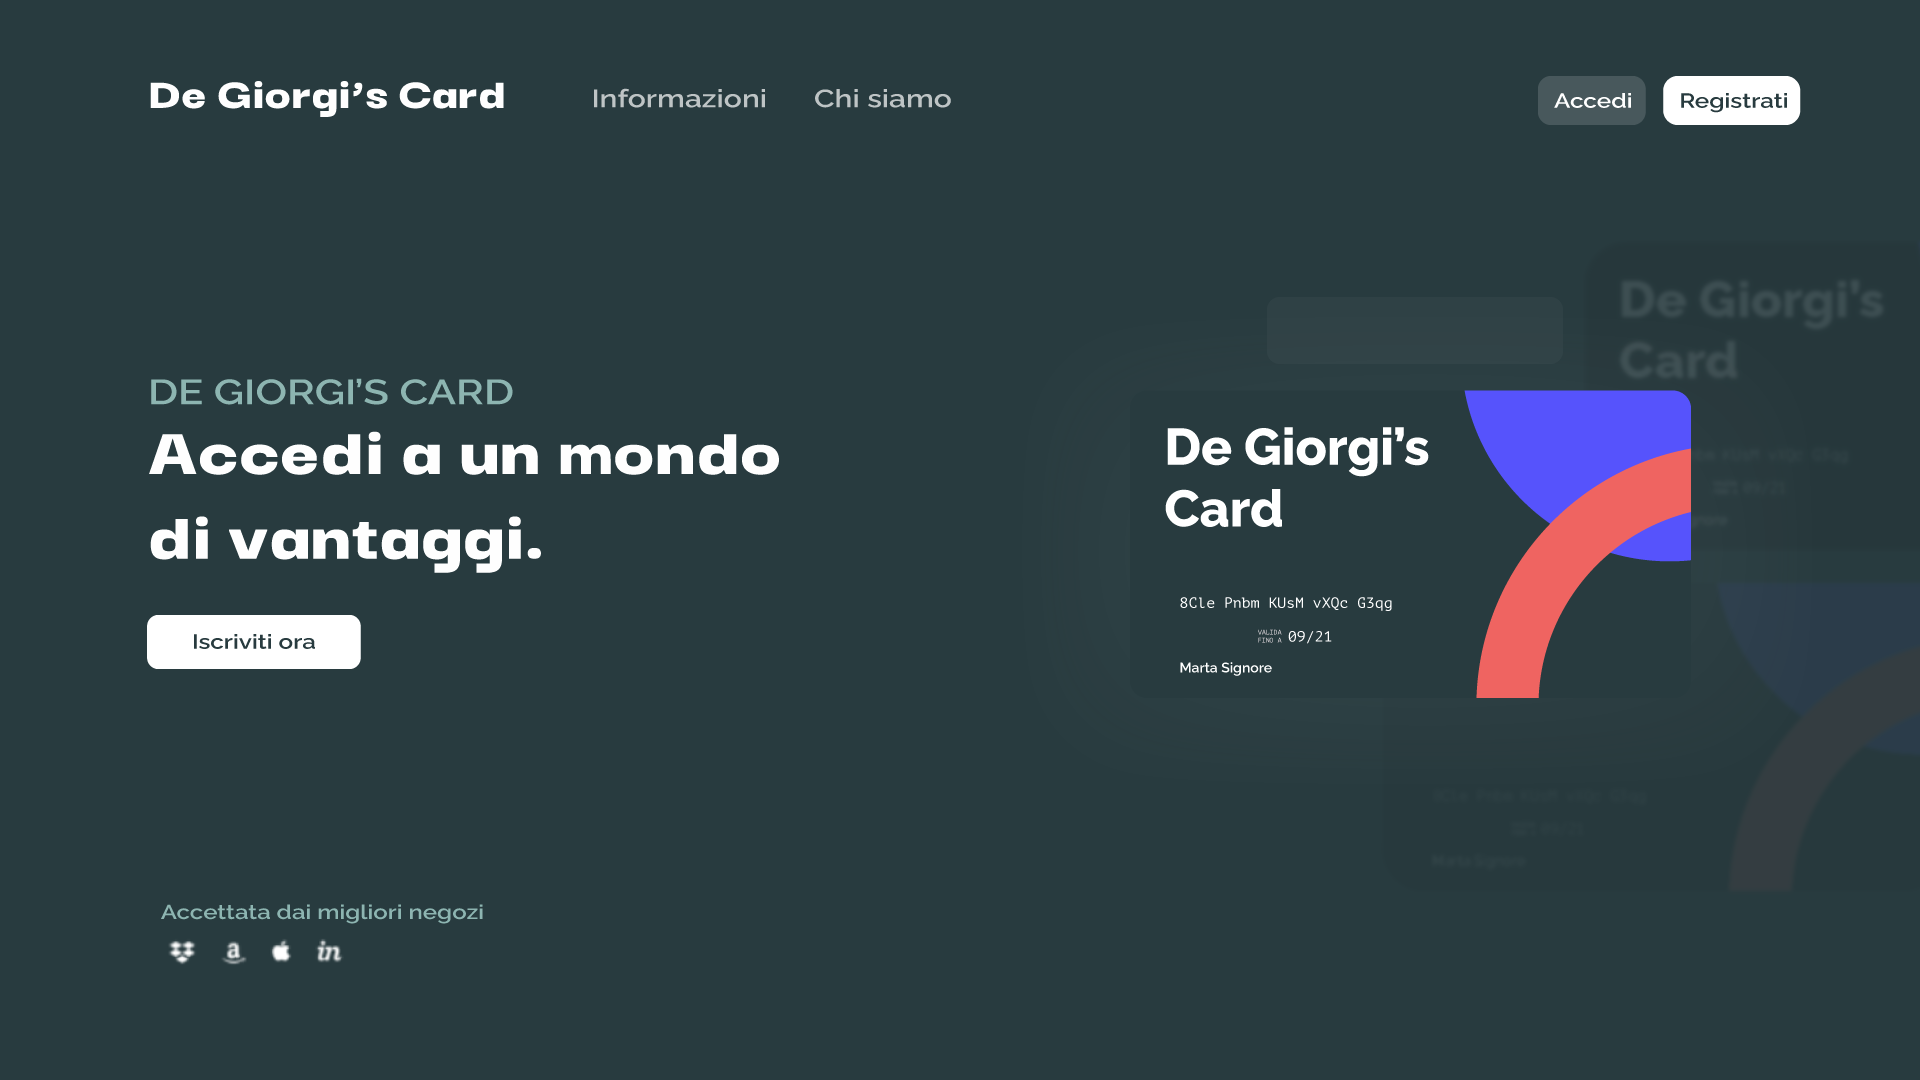 De Giorgi’s Card
Informazioni
Chi siamo
Accedi
Registrati
De Giorgi's
Card
DE GIORGI’S CARD
Accedi a un mondo
di vantaggi.
Iscriviti ora
De Giorgi’s
Card
8Cle Pnbm KUsM vXQc G3qg
VALIDA
FINO A 09/21
Marta Signore
Accettata dai migliori negozi
a
in